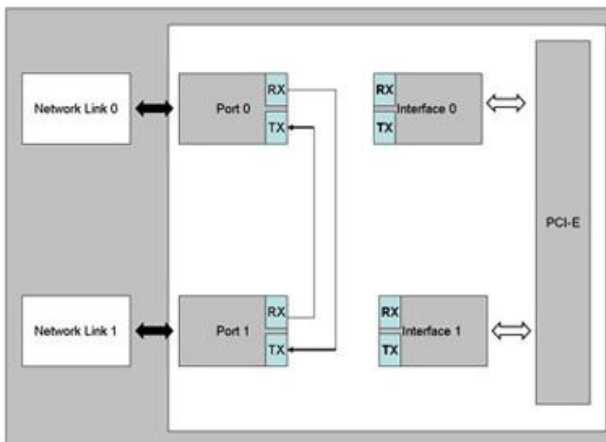 Network Link 0
Port 0
RX
TX
RX
TX
Interface 0
PCI-E
Network Link 1
Port 1
RX
TX
RX
TX
Interface 1